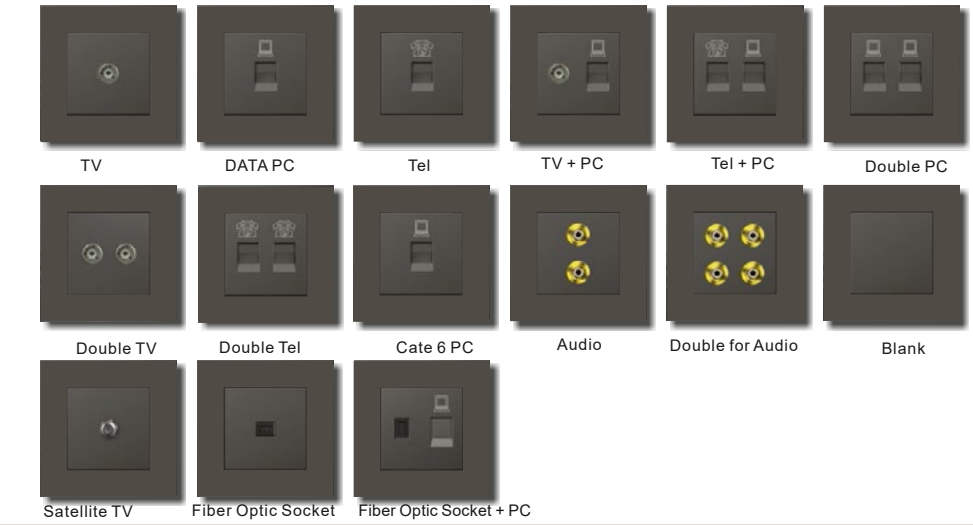 TV
DATA PC
Tel
TV + PC
Tel + PC
Double PC
Double TV
Double Tel
Cate 6 PC
Audio
Double for Audio
Blank
Satellite TV
Fiber Optic Socket
Fiber Optic Socket + PC